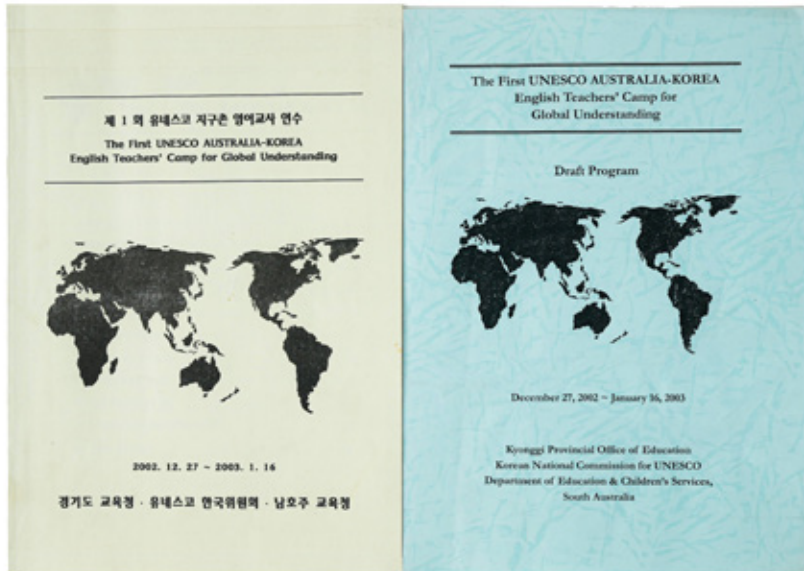 제 1 회 유네스코 지구촌 영어교사 연수
The First UNESCO AUSTRALIA-KOREA
English Teachers' Camp for Global Understanding
2002. 12. 27 ~ 2003. 1. 16
경기도 교육청 · 유네스코 한국위원회 · 남호주 교육청
The First UNESCO AUSTRALIA-KOREA
English Teachers' Camp for
Global Understanding
Draft Program
December 27, 2002 ~ January 16, 2003
Kyonggi Provincial Office of Education
Korean National Commission for UNESCO
Department of Education & Children's Services,
South Australia